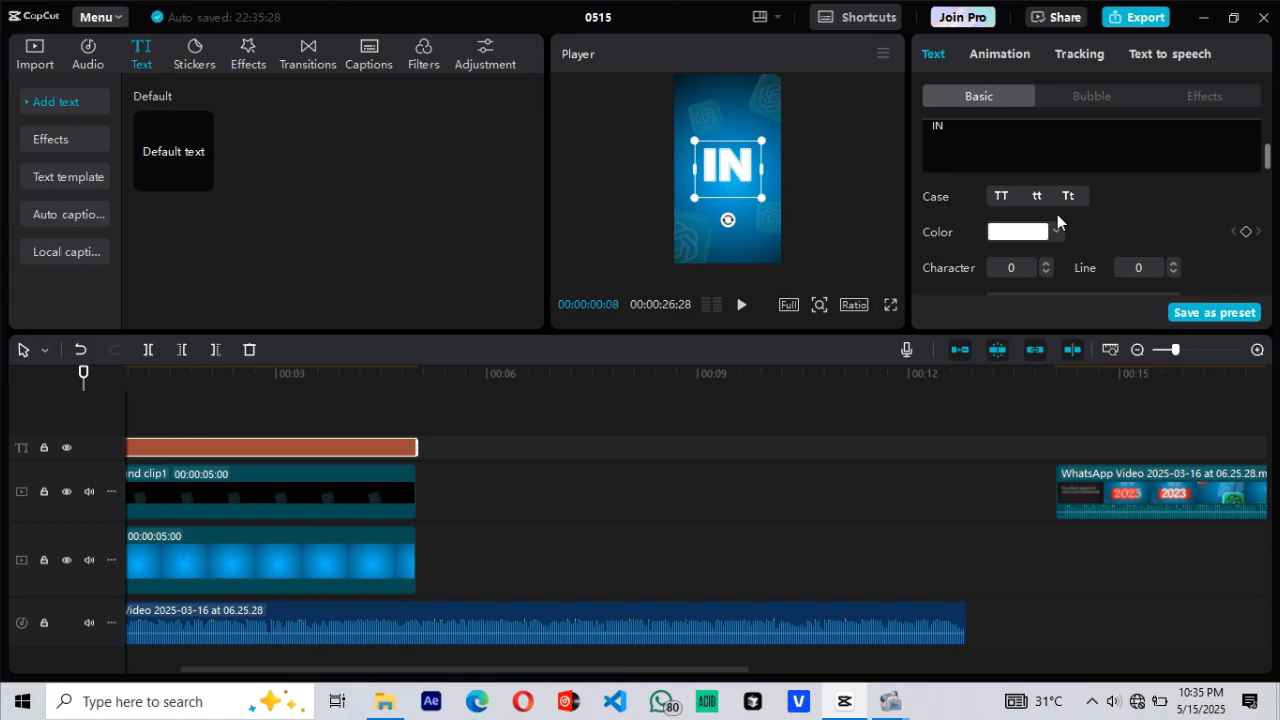 CapCut Menu Auto saved: 22:35:28 0515 Shortcuts Join Pro Share Export
Import Audio Text Stickers Effects Transitions Captions Filters Adjustment
Add text
Effects
Text template
Auto captio...
Local capti...
Default
Default text
Player
IN
00:00:00:08 00:00:26:28 Full Ratio
Text Animation Tracking Text to speech
Basic Bubble Effects
IN
Case TT tt Tt
Color
Character 0 Line 0
Save as preset
00:03 00:06 00:09 00:12 00:15
TI
nd clip1 00:00:05:00
WhatsApp Video 2025-03-16 at 06.25.28.m
2023 2023
00:00:05:00
Video 2025-03-16 at 06.25.28
Type here to search Ae 80 ACID V 31°C 10:35 PM
5/15/2025